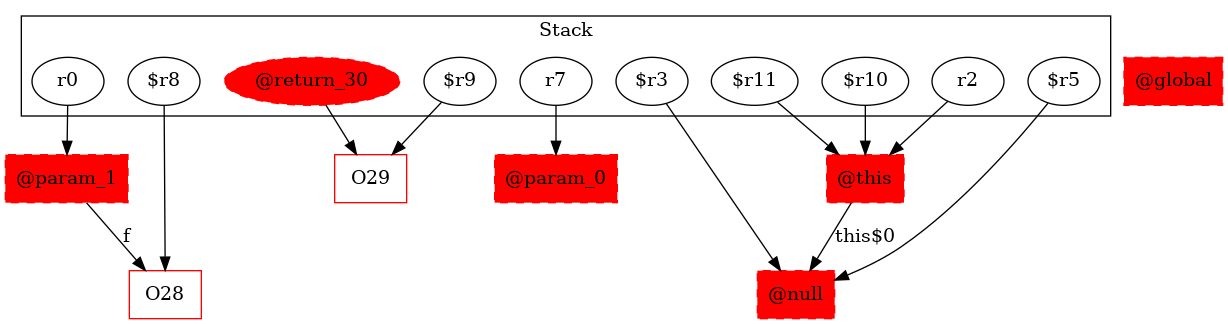 Stack
r0
$r8
@return_30
$r9
r7
$r3
$r11
$r10
r2
$r5
@global
@param_1
O29
@param_0
@this
f
this$0
O28
@null